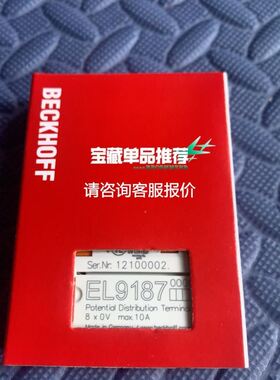 BECKHOFF
宝藏单品推荐
请咨询客服报价
Ser.Nr. 12100002.
EL9187
Potential Distribution Terminal
8 x 0V max.10A